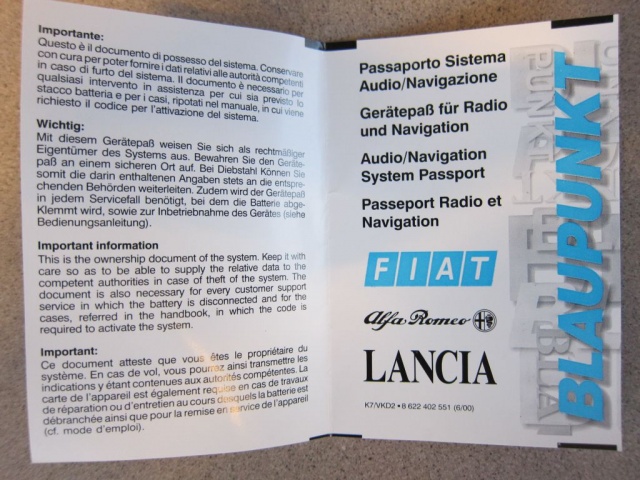 Importante:
Questo è il documento di possesso del sistema. Conservare
con cura per poter fornire i dati relativi alle autorità competenti
in caso di furto del sistema. Il documento è necessario per
qualsiasi intervento in assistenza per cui sia previsto lo
stacco batteria e per i casi, ripotati nel manuale, in cui viene
richiesto il codice per l'attivazione del sistema.
Wichtig:
Mit diesem Gerätepaß weisen Sie sich als rechtmäßiger
Eigentümer des Systems aus. Bewahren Sie den Geräte-
paß an einem sicheren Ort auf. Bei Diebstahl Können Sie
somit die darin enthaltenen Angaben stets an die entspre-
chenden Behörden weiterleiten. Zudem wird der Gerätepaß
in jedem Servicefall benötigt, bei dem die Batterie abge-
Klemmt wird, sowie zur Inbetriebnahme des Gerätes (siehe
Bedienungsanleitung).
Important information
This is the ownership document of the system. Keep it with
care so as to be able to supply the relative data to the
competent authorities in case of theft of the system. The
document is also necessary for every customer support
service in which the battery is disconnected and for the
cases, referred in the handbook, in which the code is
required to activate the system.
Important:
Ce document atteste que vous êtes le propriétaire du
système. En cas de vol, vous pourrez ainsi transmettre les
indications y étant contenues aux autorités compétentes. La
carte de l'appareil est également requise en cas de travaux
de réparation ou d'entretien au cours desquels la batterie est
débranchée ainsi que pour la remise en service de l'appareil
(cf. mode d'emploi).
Passaporto Sistema
Audio/Navigazione
Gerätepaß für Radio
und Navigation
Audio/Navigation
System Passport
Passeport Radio et
Navigation
FIAT
Alfa Romeo
LANCIA
K7/VKD2 • 8 622 402 551 (6/00)
BLAUPUNKT